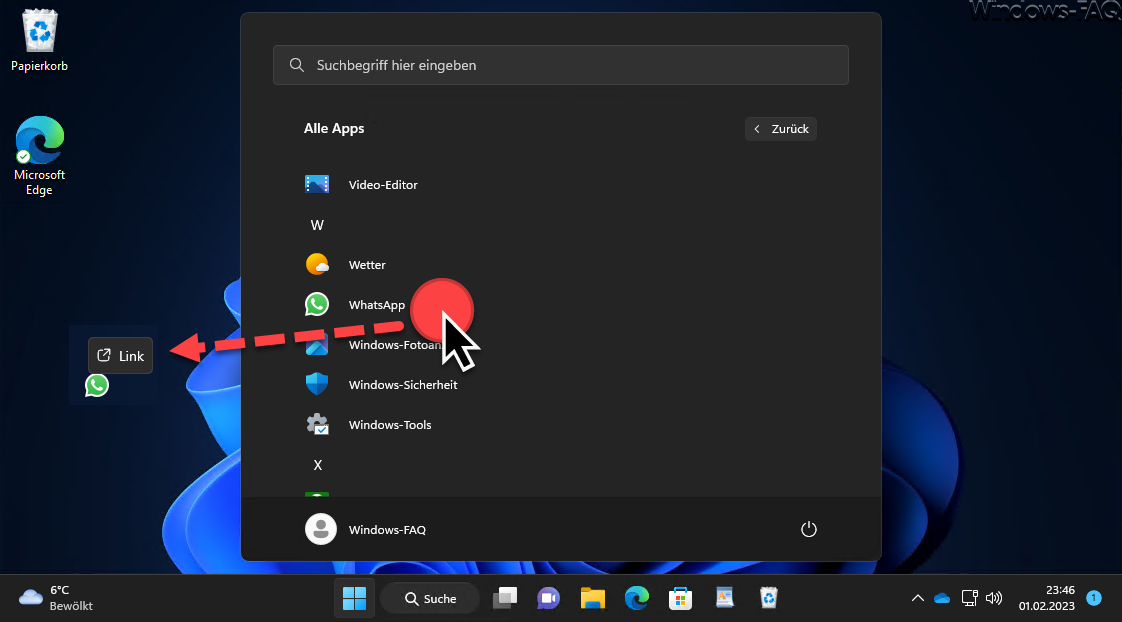 Windows-FAQ
Papierkorb
Microsoft
Edge
Suchbegriff hier eingeben
Alle Apps
Zurück
Video-Editor
W
Wetter
WhatsApp
Windows-Fotoan
Windows-Sicherheit
Windows-Tools
X
Link
Windows-FAQ
6°C
Bewölkt
Suche
23:46
01.02.2023
1